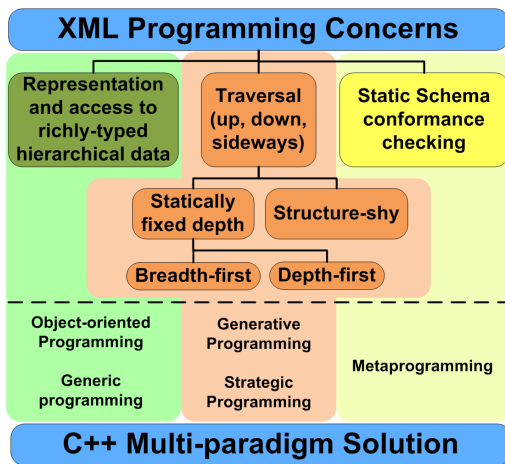 XML Programming Concerns
Representation
and access to
richly-typed
hierarchical data
Traversal
(up, down,
sideways)
Static Schema
conformance
checking
Statically
fixed depth
Structure-shy
Breadth-first
Depth-first
Object-oriented
Programming
Generic
programming
Generative
Programming
Strategic
Programming
Metaprogramming
C++ Multi-paradigm Solution